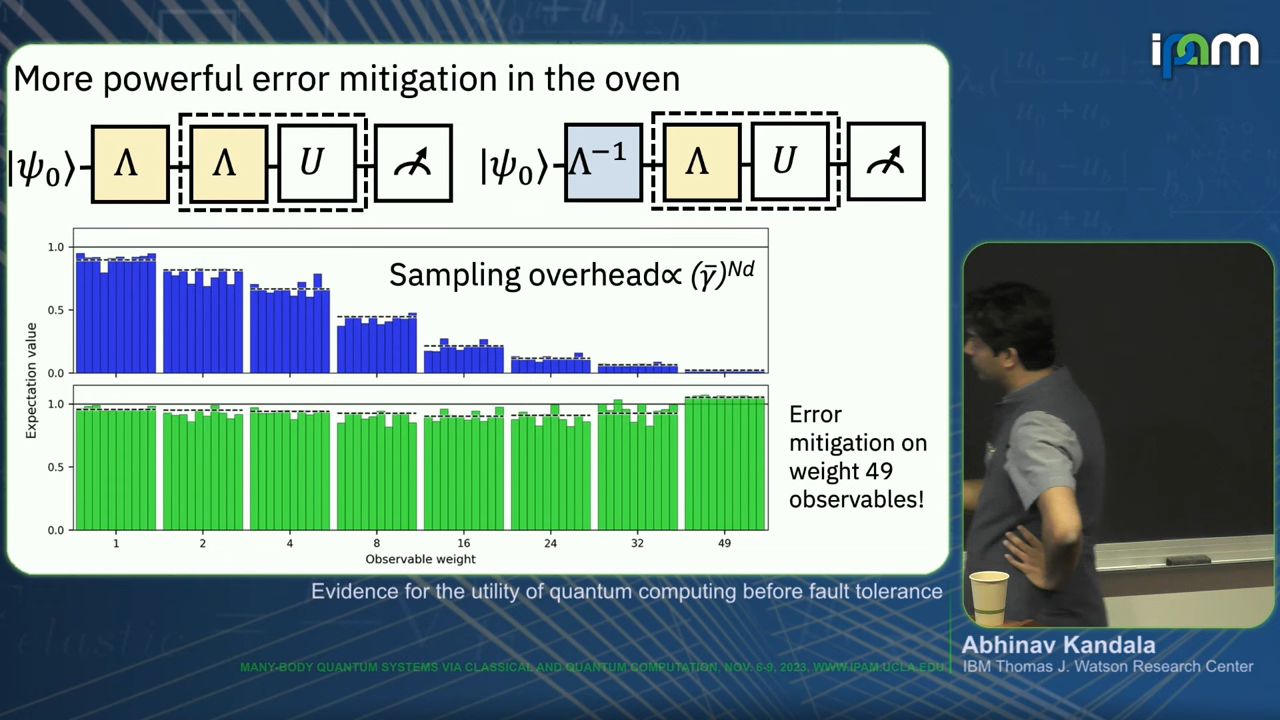 ipam
More powerful error mitigation in the oven
|ψ₀⟩ Λ Λ U
|ψ₀⟩ Λ⁻¹ Λ U
Sampling overhead∝ (γ̄)ᴺᵈ
1.0
0.5
0.0
1.0
0.5
0.0
Expectation value
1 2 4 8 16 24 32 49
Observable weight
Error
mitigation on
weight 49
observables!
Evidence for the utility of quantum computing before fault tolerance
Abhinav Kandala
IBM Thomas J. Watson Research Center
MANY-BODY QUANTUM SYSTEMS VIA CLASSICAL AND QUANTUM COMPUTATION, NOV. 6-9, 2023, WWW.IPAM.UCLA.EDU